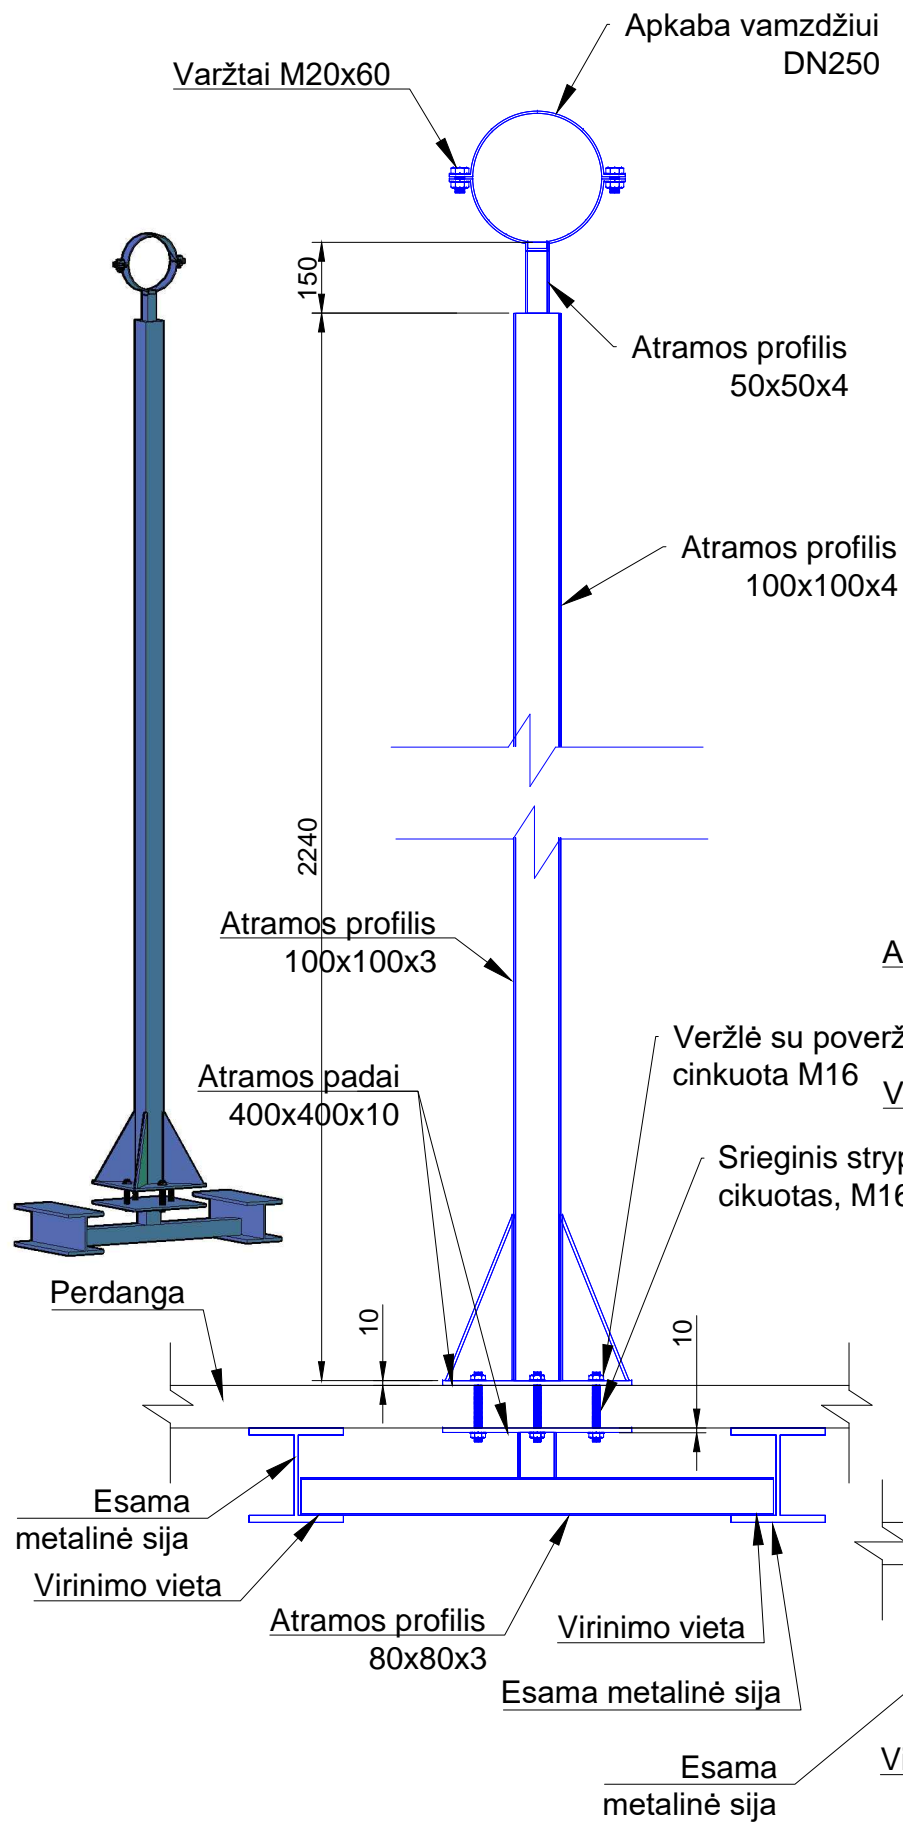 Apkaba vamzdžiui
DN250
Varžtai M20x60
150
Atramos profilis
50x50x4
Atramos profilis
100x100x4
2240
Atramos profilis
100x100x3
A
Veržlė su poverž
cinkuota M16
Atramos padai
400x400x10
V
Srieginis stryp
cikuotas, M16
Perdanga
10
10
Esama
metalinė sija
Virinimo vieta
Atramos profilis
80x80x3
Virinimo vieta
Esama metalinė sija
Esama
metalinė sija
Vi